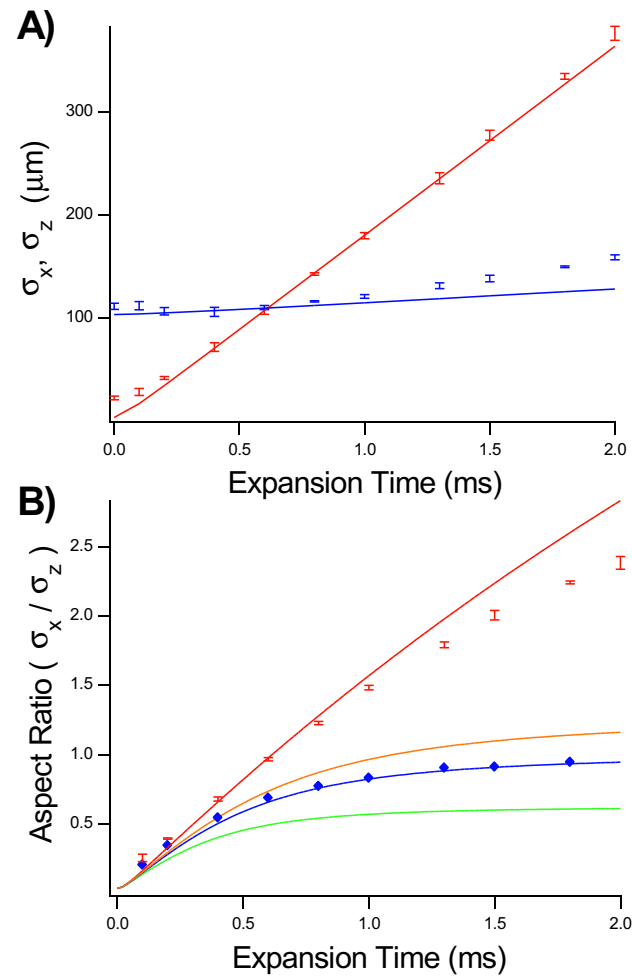 A)
300
200
100
σx, σz (μm)
0.0 0.5 1.0 1.5 2.0
Expansion Time (ms)
B)
2.5
2.0
1.5
1.0
0.5
Aspect Ratio ( σx / σz )
0.0 0.5 1.0 1.5 2.0
Expansion Time (ms)